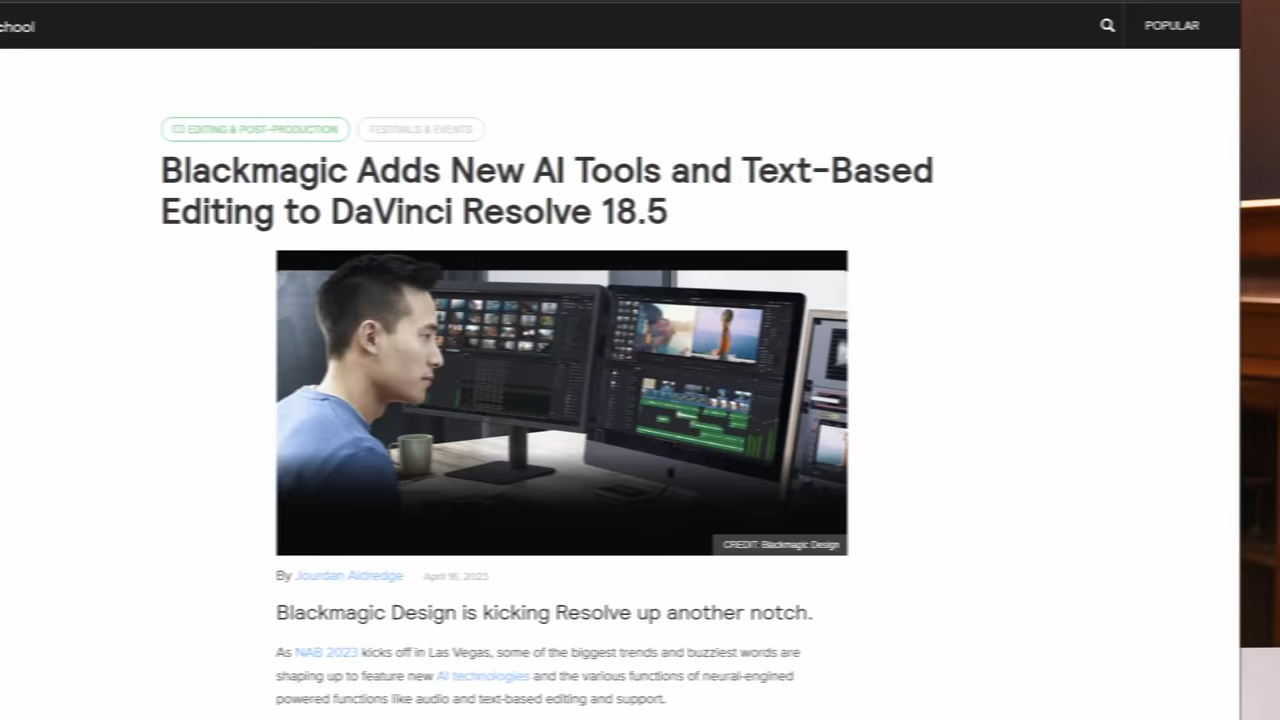 chool
POPULAR
EDITING & POST-PRODUCTION
FESTIVALS & EVENTS
Blackmagic Adds New AI Tools and Text-Based
Editing to DaVinci Resolve 18.5
CREDIT: Blackmagic Design
By Jourdan Aldredge
April 16, 2023
Blackmagic Design is kicking Resolve up another notch.
As NAB 2023 kicks off in Las Vegas, some of the biggest trends and buzziest words are
shaping up to feature new AI technologies and the various functions of neural-engined
powered functions like audio and text-based editing and support.